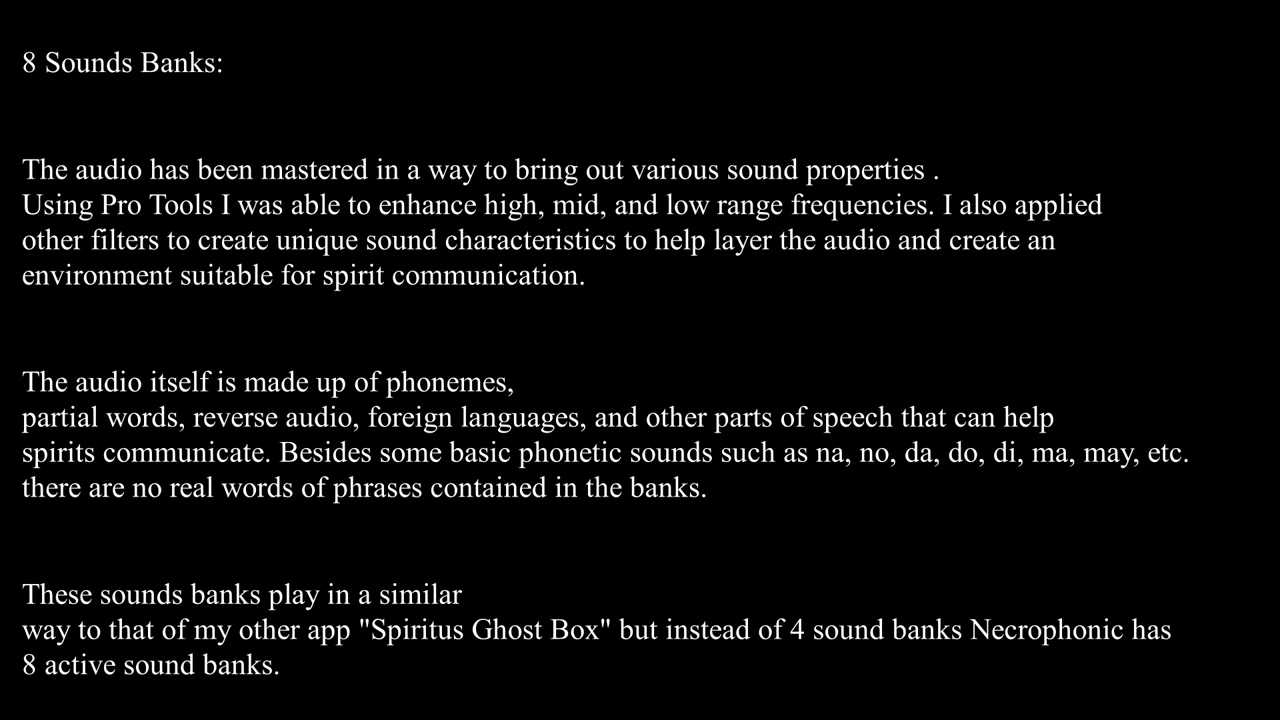 8 Sounds Banks:
The audio has been mastered in a way to bring out various sound properties .
Using Pro Tools I was able to enhance high, mid, and low range frequencies. I also applied
other filters to create unique sound characteristics to help layer the audio and create an
environment suitable for spirit communication.
The audio itself is made up of phonemes,
partial words, reverse audio, foreign languages, and other parts of speech that can help
spirits communicate. Besides some basic phonetic sounds such as na, no, da, do, di, ma, may, etc.
there are no real words of phrases contained in the banks.
These sounds banks play in a similar
way to that of my other app "Spiritus Ghost Box" but instead of 4 sound banks Necrophonic has
8 active sound banks.